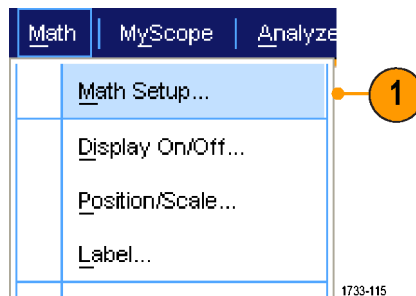 Math MyScope Analyze
Math Setup...
1
Display On/Off...
Position/Scale...
Label...
1733-115